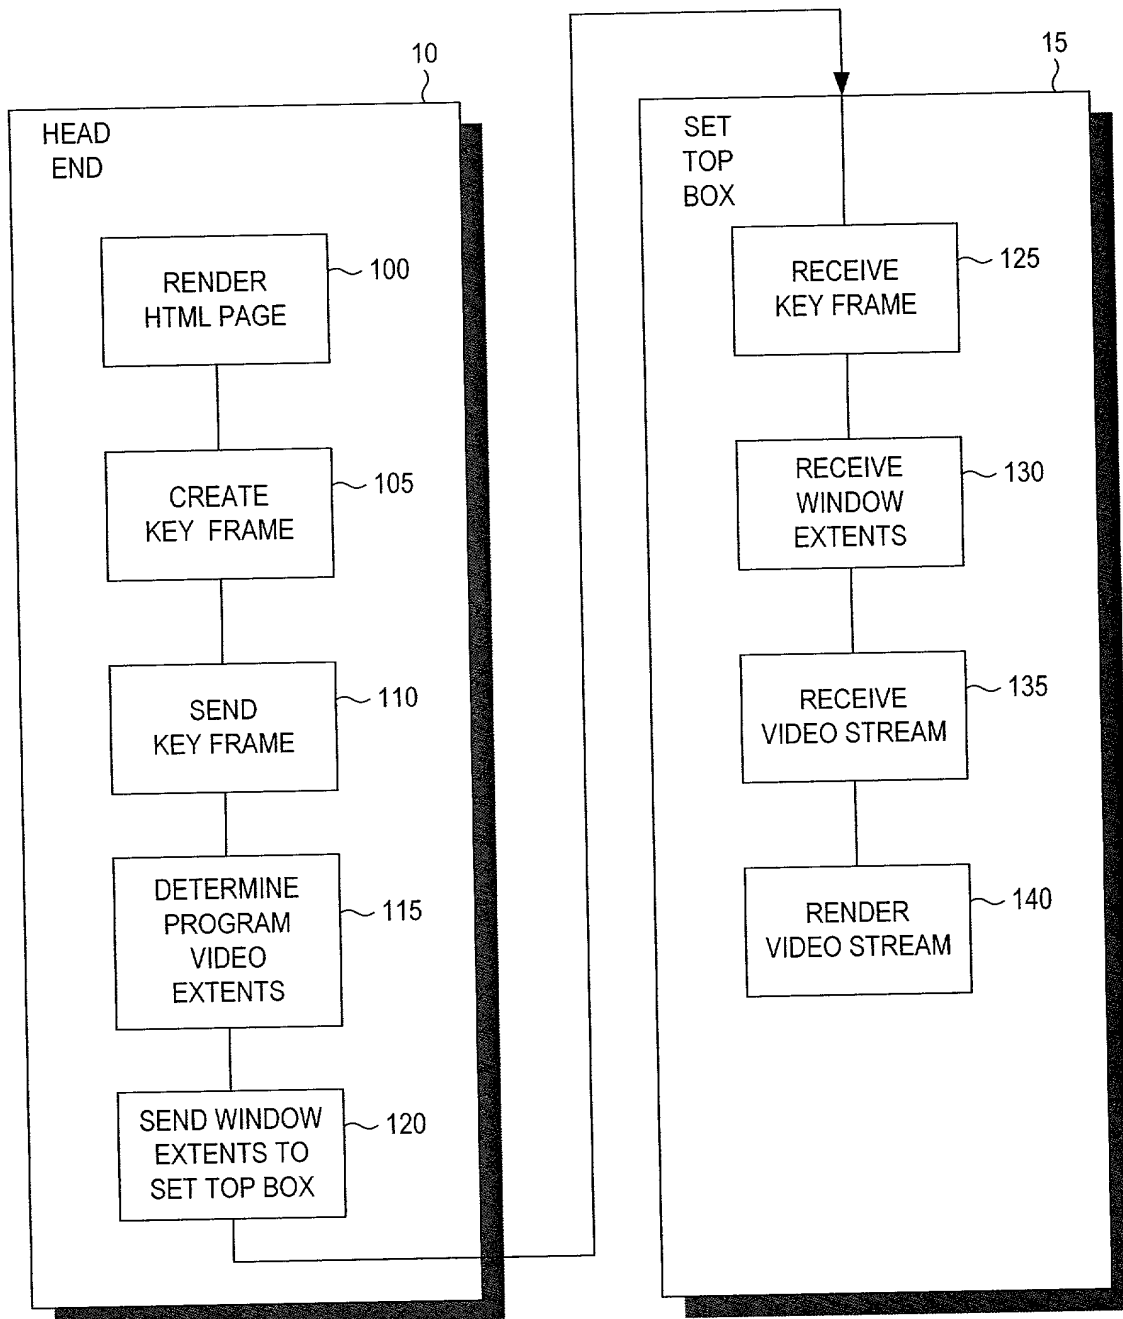 10
HEAD
END
RENDER
HTML PAGE
100
CREATE
KEY FRAME
105
SEND
KEY FRAME
110
DETERMINE
PROGRAM
VIDEO
EXTENTS
115
SEND WINDOW
EXTENTS TO
SET TOP BOX
120
15
SET
TOP
BOX
RECEIVE
KEY FRAME
125
RECEIVE
WINDOW
EXTENTS
130
RECEIVE
VIDEO STREAM
135
RENDER
VIDEO STREAM
140